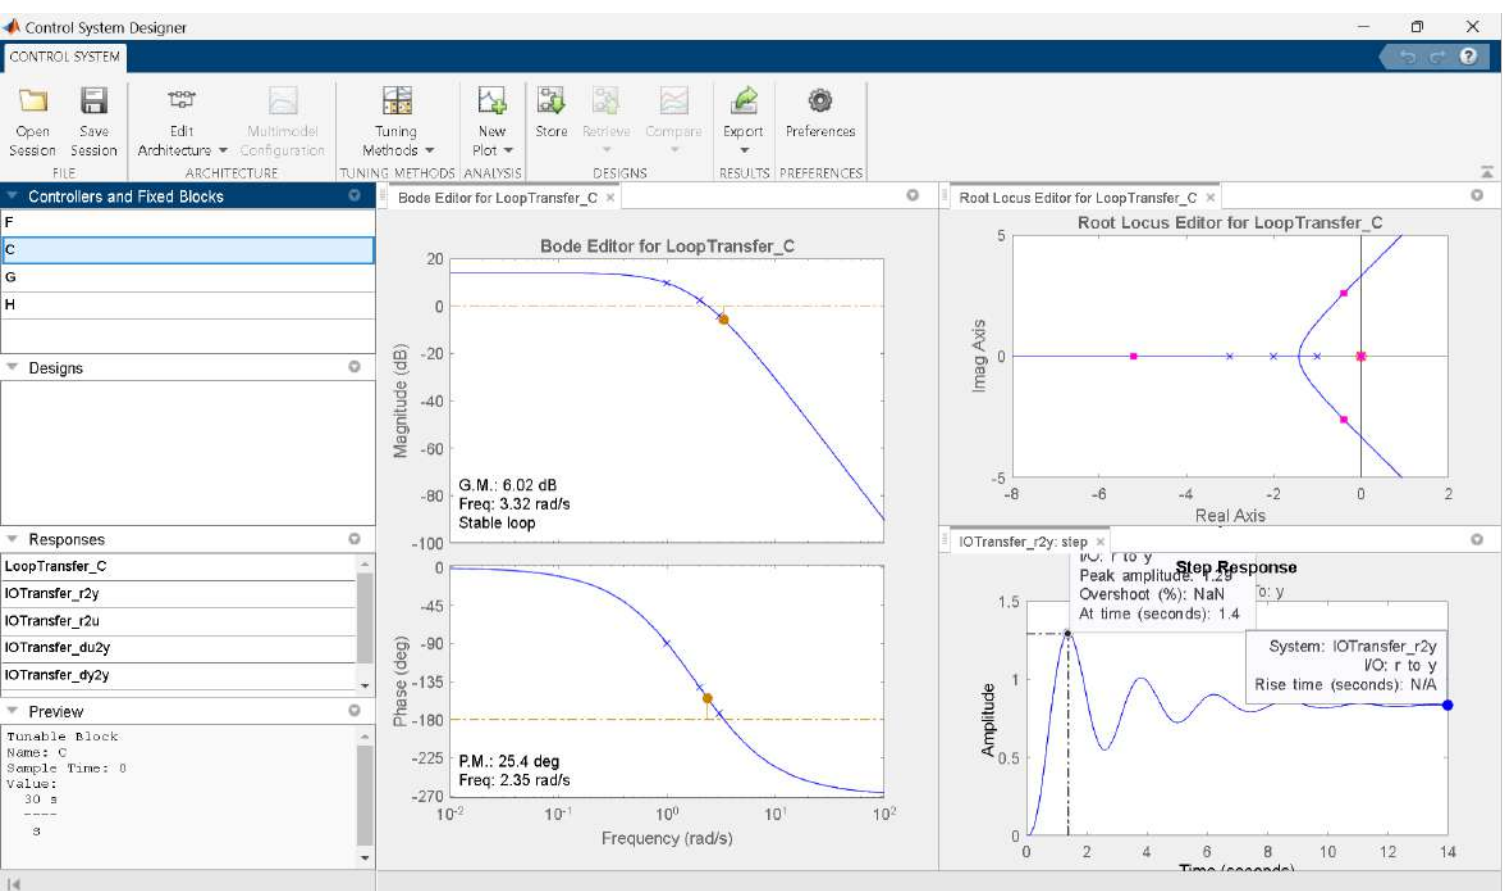 Control System Designer
CONTROL SYSTEM
Open Session
Save Session
Edit Architecture
Multimodel Configuration
Tuning Methods
New Plot
Store
Retrieve
Compare
Export
Preferences
FILE
ARCHITECTURE
TUNING METHODS
ANALYSIS
DESIGNS
RESULTS
PREFERENCES
Controllers and Fixed Blocks
F
C
G
H
Designs
Responses
LoopTransfer_C
IOTransfer_r2y
IOTransfer_r2u
IOTransfer_du2y
IOTransfer_dy2y
Preview
Tunable Block
Name: C
Sample Time: 0
Value:
30 s
----
s
Bode Editor for LoopTransfer_C
Bode Editor for LoopTransfer_C
Magnitude (dB)
20
0
-20
-40
-60
-80
-100
G.M.: 6.02 dB
Freq: 3.32 rad/s
Stable loop
Phase (deg)
0
-45
-90
-135
-180
-225
-270
P.M.: 25.4 deg
Freq: 2.35 rad/s
10-2 10-1 100 101 102
Frequency (rad/s)
Root Locus Editor for LoopTransfer_C
Root Locus Editor for LoopTransfer_C
Imag Axis
5
0
-5
-8 -6 -4 -2 0 2
Real Axis
IOTransfer_r2y: step
Step Response
I/O: r to y
Peak amplitude: 1.29
Overshoot (%): NaN
At time (seconds): 1.4
To: y
System: IOTransfer_r2y
I/O: r to y
Rise time (seconds): N/A
Amplitude
1.5
1
0.5
0
0 2 4 6 8 10 12 14
Time (seconds)